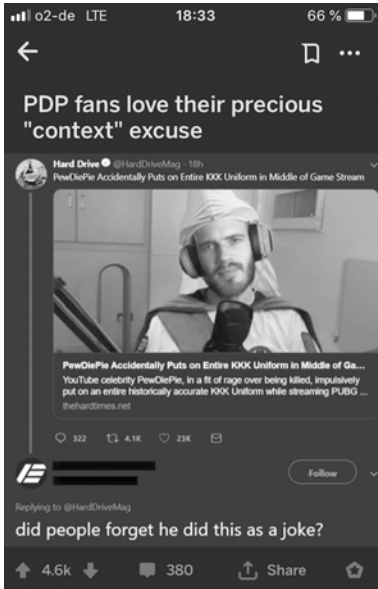 o2-de LTE 18:33 66 %
PDP fans love their precious
"context" excuse
Hard Drive @HardDriveMag · 18h
PewDiePie Accidentally Puts on Entire KKK Uniform in Middle of Game Stream
PewDiePie Accidentally Puts on Entire KKK Uniform in Middle of Ga...
YouTube celebrity PewDiePie, in a fit of rage over being killed, impulsively
put on an entire historically accurate KKK Uniform while streaming PUBG ...
thehardtimes.net
322 4.1K 23K
Follow
Replying to @HardDriveMag
did people forget he did this as a joke?
4.6k 380 Share